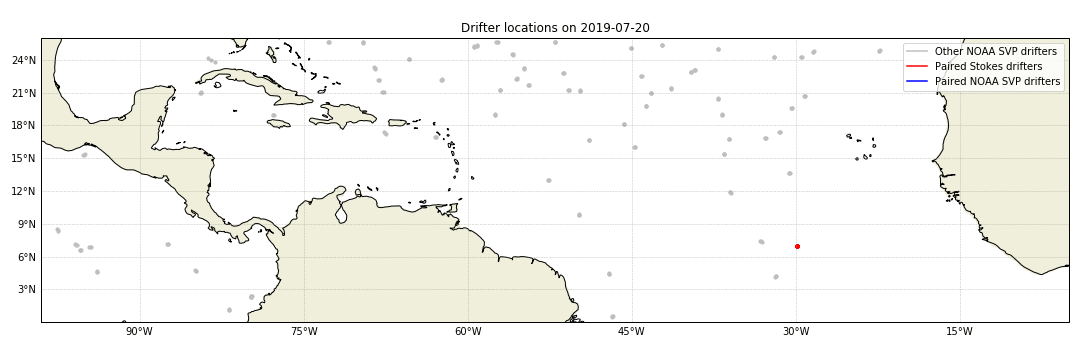 Drifter locations on 2019-07-20
24°N
21°N
18°N
15°N
12°N
9°N
6°N
3°N
90°W
75°W
60°W
45°W
30°W
15°W
Other NOAA SVP drifters
Paired Stokes drifters
Paired NOAA SVP drifters